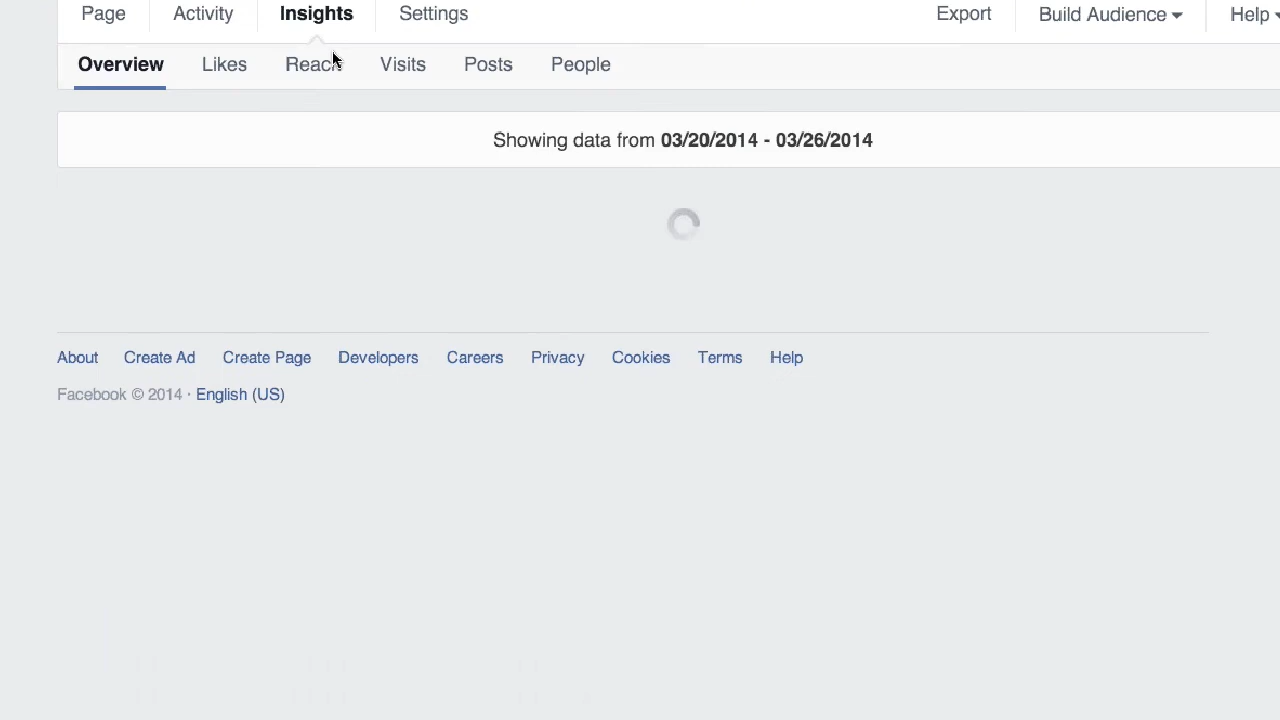 Page Activity Insights Settings Export Build Audience Help
Overview Likes Reach Visits Posts People
Showing data from 03/20/2014 - 03/26/2014
About Create Ad Create Page Developers Careers Privacy Cookies Terms Help
Facebook © 2014 · English (US)